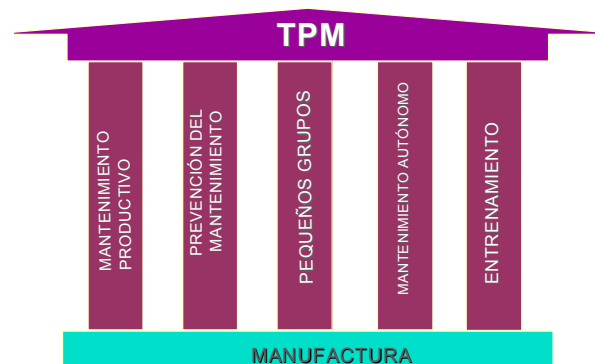 TPM
MANTENIMIENTO
PRODUCTIVO
PREVENCIÓN DEL
MANTENIMIENTO
PEQUEÑOS GRUPOS
MANTENIMIENTO AUTÓNOMO
ENTRENAMIENTO
MANUFACTURA